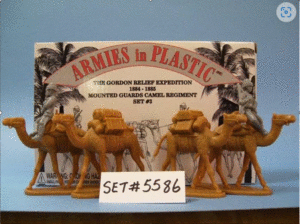 ARMIES in PLASTIC
THE GORDON RELIEF EXPEDITION
1884 - 1885
MOUNTED GUARDS CAMEL REGIMENT
SET #2
SET#5586